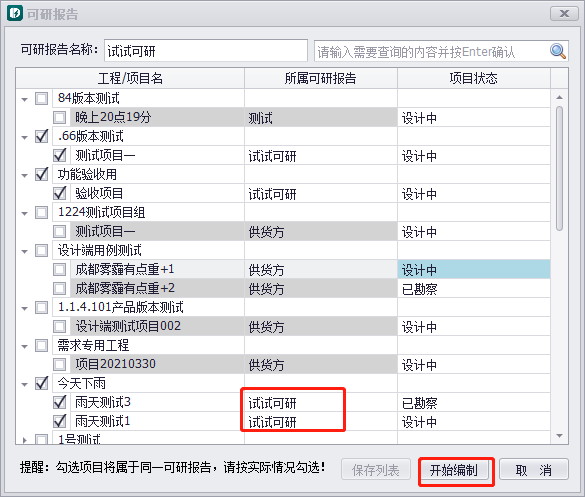 可研报告
可研报告名称: 试试可研 请输入需要查询的内容并按Enter确认
工程/项目名 所属可研报告 项目状态
84版本测试
晚上20点19分 测试 设计中
.66版本测试
测试项目一 试试可研 设计中
功能验收用
验收项目 试试可研 设计中
1224测试项目组
测试项目一 供货方 设计中
设计端用例测试
成都雾霾有点重+1 供货方 设计中
成都雾霾有点重+2 供货方 已勘察
1.1.4.101产品版本测试
设计端测试项目002 供货方 设计中
需求专用工程
项目20210330 供货方 设计中
今天下雨
雨天测试3 试试可研 已勘察
雨天测试1 试试可研 设计中
1号测试
提醒：勾选项目将属于同一可研报告，请按实际情况勾选！ 保存列表 开始编制 取 消